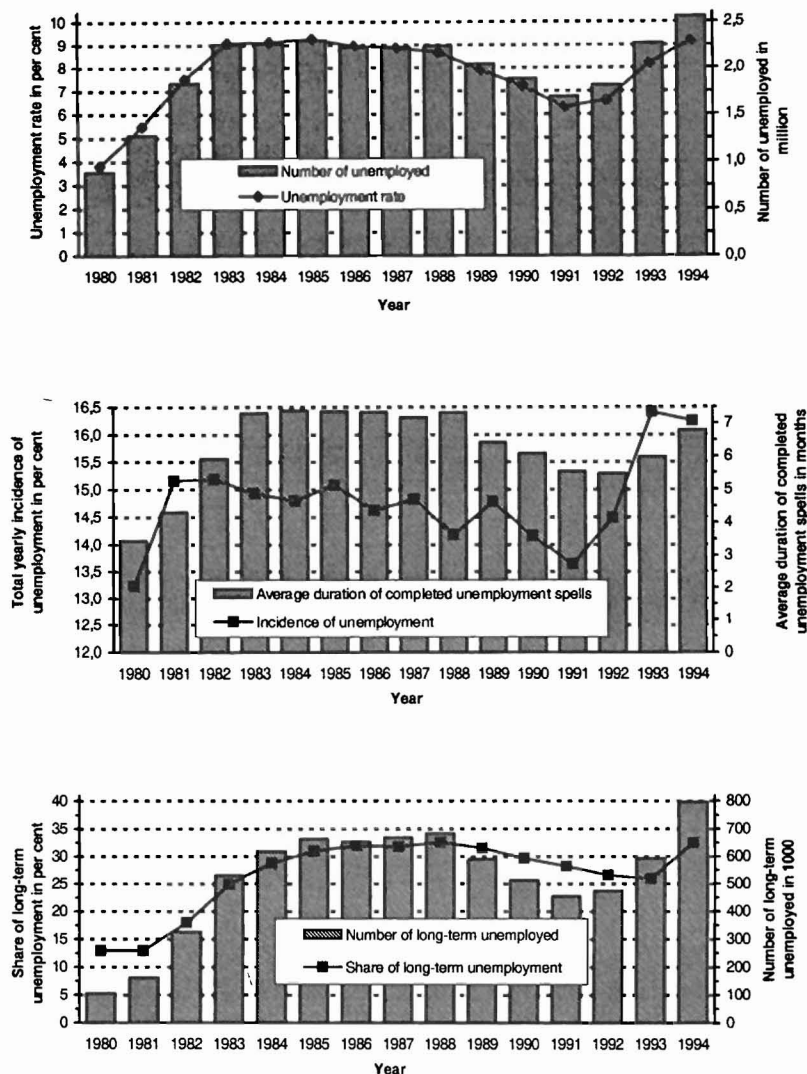 Unemployment rate in per cent
10
9
8
7
6
5
4
3
2
1
0
Number of unemployed
Unemployment rate
2,5
2,0
1,5
1,0
0,5
0,0
Number of unemployed in
million
1980 1981 1982 1983 1984 1985 1986 1987 1988 1989 1990 1991 1992 1993 1994
Year
Total yearly incidence of
unemployment in per cent
16,5
16,0
15,5
15,0
14,5
14,0
13,5
13,0
12,5
12,0
Average duration of completed unemployment spells
Incidence of unemployment
7
6
5
4
3
2
1
0
Average duration of completed
unemployment spells in months
1980 1981 1982 1983 1984 1985 1986 1987 1988 1989 1990 1991 1992 1993 1994
Year
Share of long-term
unemployment in per cent
40
35
30
25
20
15
10
5
0
Number of long-term unemployed
Share of long-term unemployment
800
700
600
500
400
300
200
100
0
Number of long-term
unemployed in 1000
1980 1981 1982 1983 1984 1985 1986 1987 1988 1989 1990 1991 1992 1993 1994
Year